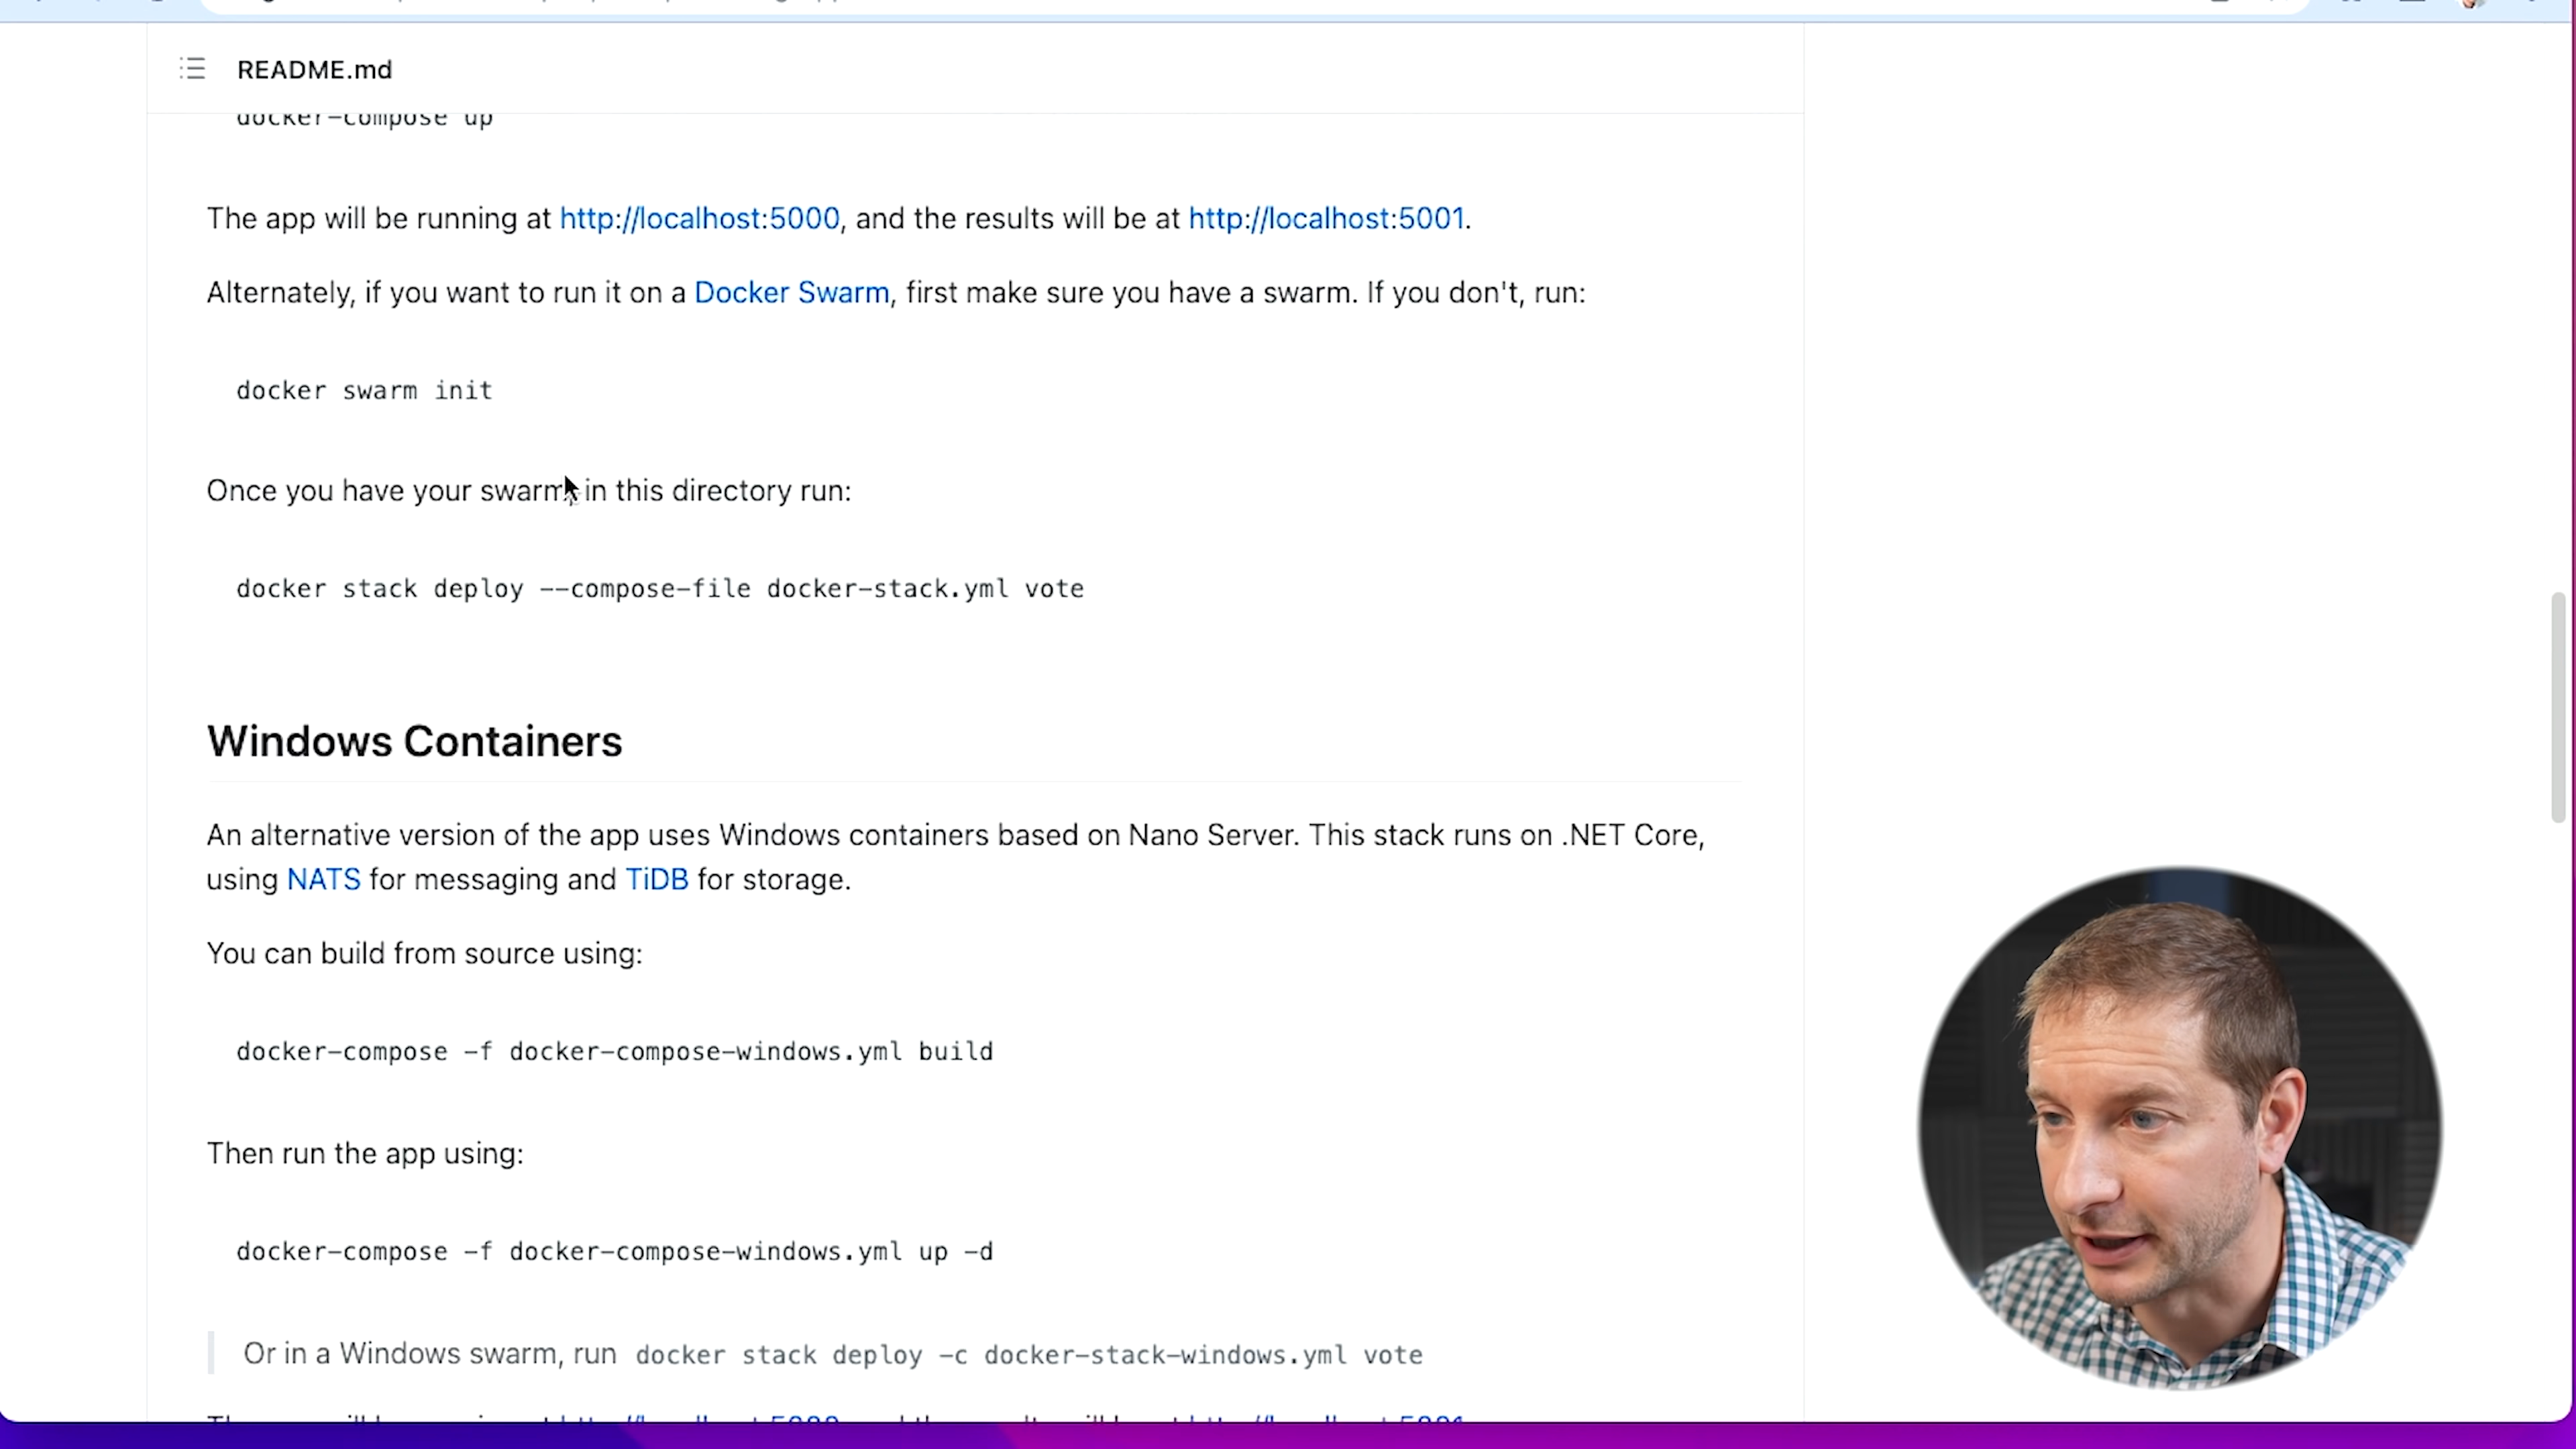 README.md
docker-compose up
The app will be running at http://localhost:5000, and the results will be at http://localhost:5001.
Alternately, if you want to run it on a Docker Swarm, first make sure you have a swarm. If you don't, run:
docker swarm init
Once you have your swarm, in this directory run:
docker stack deploy --compose-file docker-stack.yml vote
Windows Containers
An alternative version of the app uses Windows containers based on Nano Server. This stack runs on .NET Core,
using NATS for messaging and TiDB for storage.
You can build from source using:
docker-compose -f docker-compose-windows.yml build
Then run the app using:
docker-compose -f docker-compose-windows.yml up -d
Or in a Windows swarm, run docker stack deploy -c docker-stack-windows.yml vote